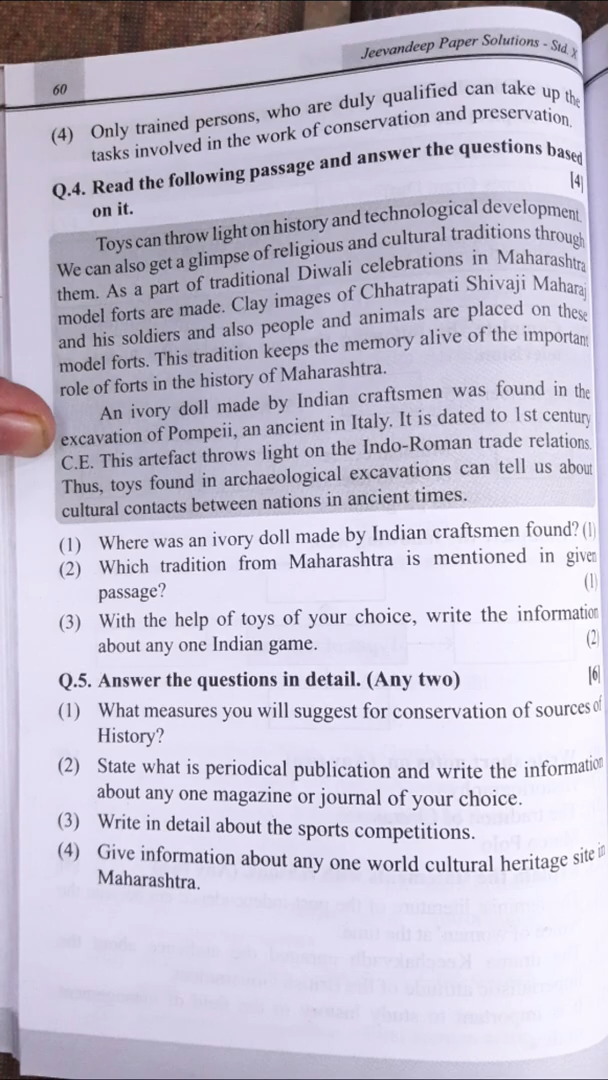 Jeevandeep Paper Solutions - Std. X
60
(4) Only trained persons, who are duly qualified can take up the
tasks involved in the work of conservation and preservation.
Q.4. Read the following passage and answer the questions based
on it. [4]
Toys can throw light on history and technological development.
We can also get a glimpse of religious and cultural traditions through
them. As a part of traditional Diwali celebrations in Maharashtra
model forts are made. Clay images of Chhatrapati Shivaji Maharaj
and his soldiers and also people and animals are placed on these
model forts. This tradition keeps the memory alive of the important
role of forts in the history of Maharashtra.
An ivory doll made by Indian craftsmen was found in the
excavation of Pompeii, an ancient in Italy. It is dated to 1st century
C.E. This artefact throws light on the Indo-Roman trade relations.
Thus, toys found in archaeological excavations can tell us about
cultural contacts between nations in ancient times.
(1) Where was an ivory doll made by Indian craftsmen found? (1)
(2) Which tradition from Maharashtra is mentioned in given
passage? (1)
(3) With the help of toys of your choice, write the information
about any one Indian game. (2)
Q.5. Answer the questions in detail. (Any two) [6]
(1) What measures you will suggest for conservation of sources of
History?
(2) State what is periodical publication and write the information
about any one magazine or journal of your choice.
(3) Write in detail about the sports competitions.
(4) Give information about any one world cultural heritage site in
Maharashtra.